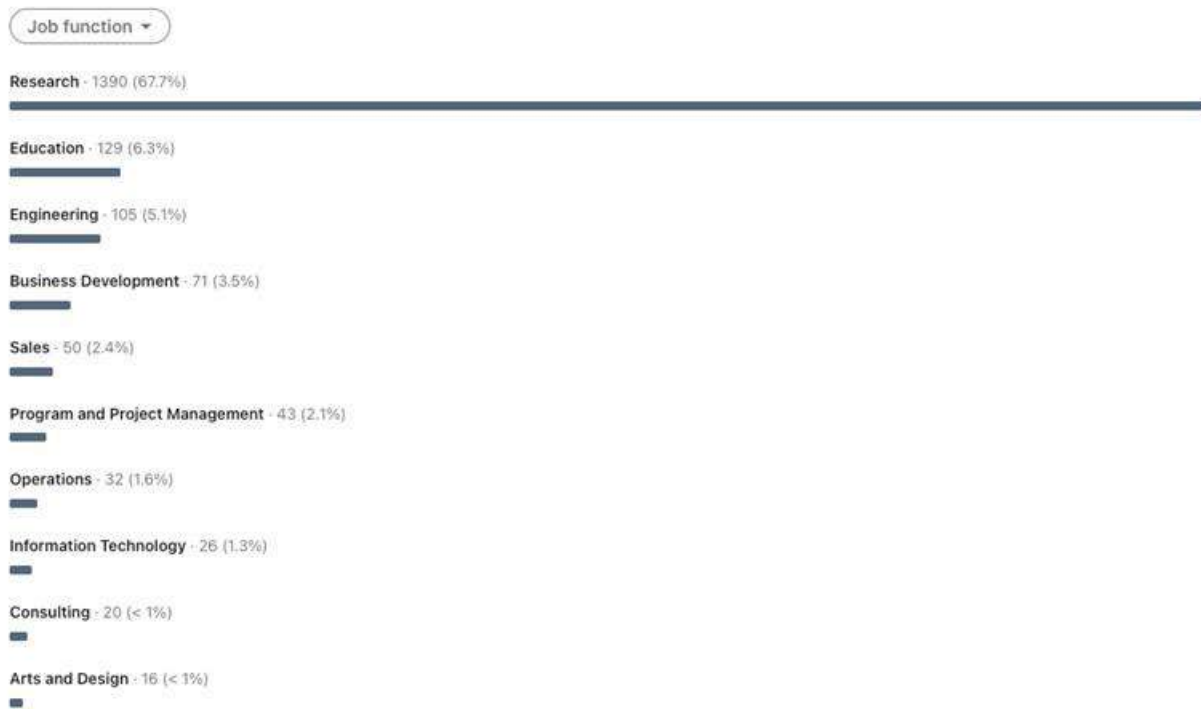 Job function
Research · 1390 (67.7%)
Education · 129 (6.3%)
Engineering · 105 (5.1%)
Business Development · 71 (3.5%)
Sales · 50 (2.4%)
Program and Project Management · 43 (2.1%)
Operations · 32 (1.6%)
Information Technology · 26 (1.3%)
Consulting · 20 (< 1%)
Arts and Design · 16 (< 1%)